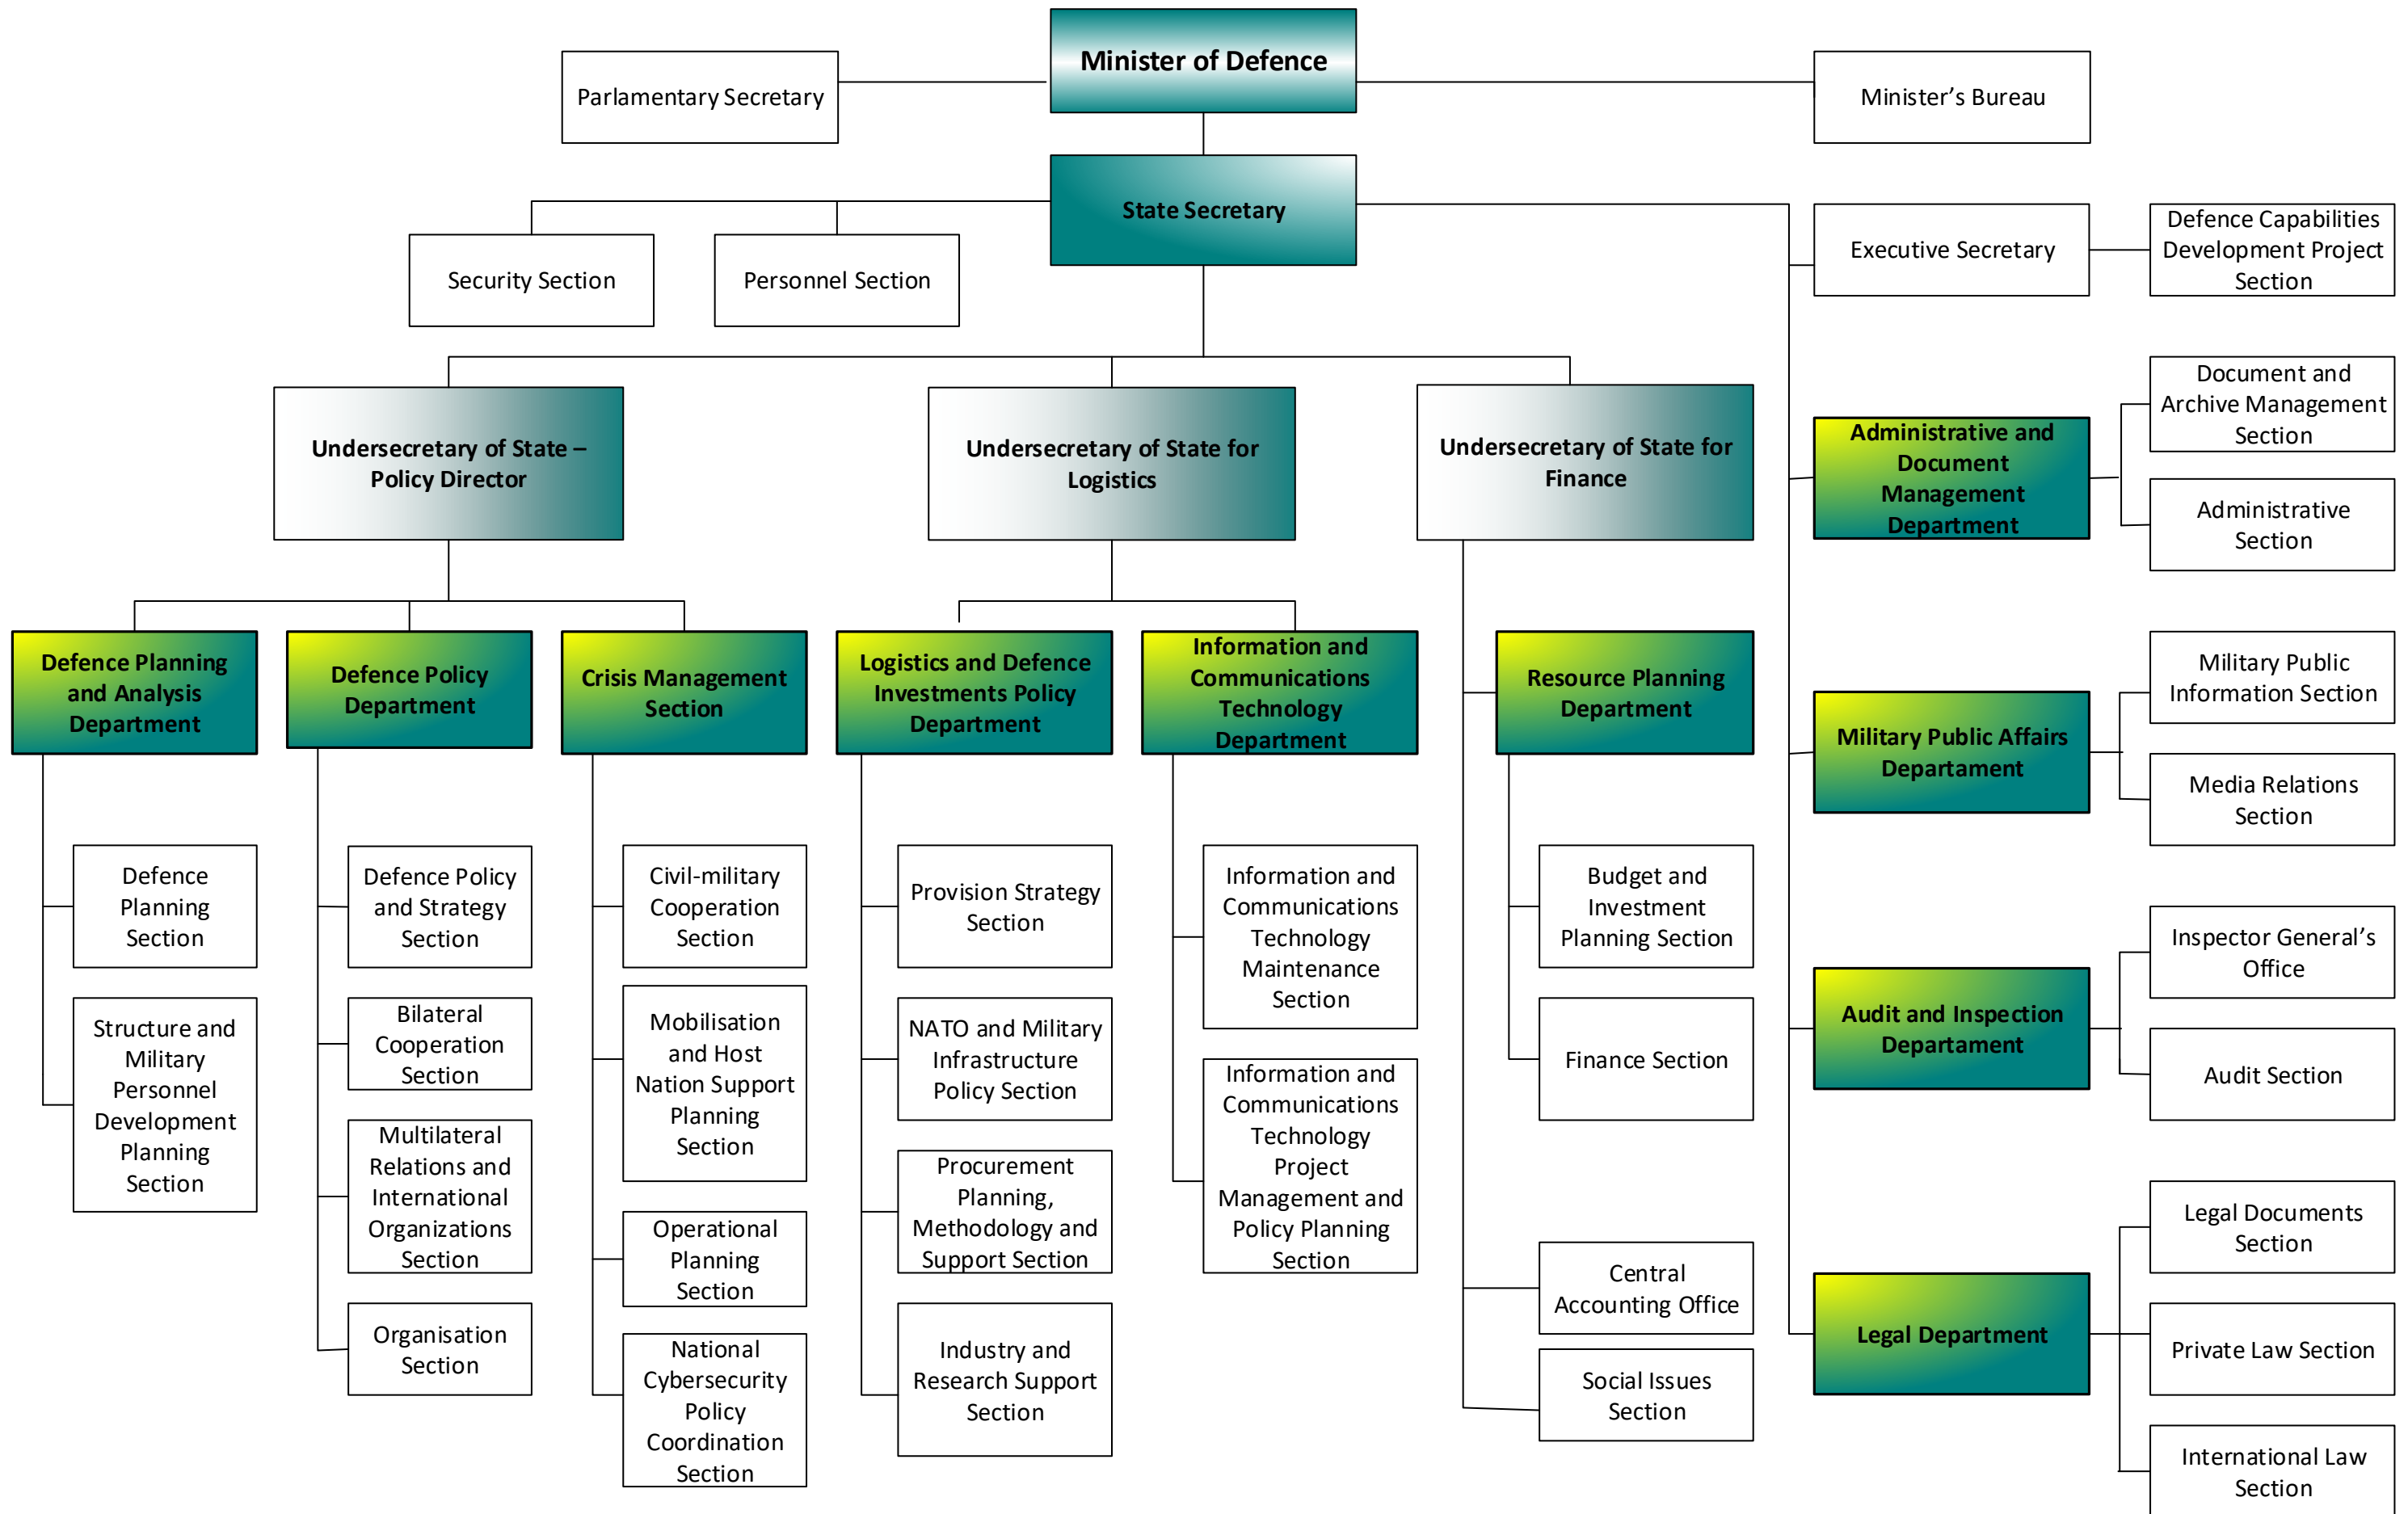 Minister of Defence
Parlamentary Secretary
Minister’s Bureau
State Secretary
Security Section
Personnel Section
Executive Secretary
Defence Capabilities
Development Project
Section
Undersecretary of State –
Policy Director
Undersecretary of State for
Logistics
Undersecretary of State for
Finance
Administrative and
Document
Management
Department
Document and
Archive Management
Section
Administrative
Section
Defence Planning
and Analysis
Department
Defence Policy
Department
Crisis Management
Section
Logistics and Defence
Investments Policy
Department
Information and
Communications
Technology
Department
Resource Planning
Department
Military Public Affairs
Departament
Military Public
Information Section
Media Relations
Section
Defence
Planning
Section
Structure and
Military
Personnel
Development
Planning
Section
Defence Policy
and Strategy
Section
Bilateral
Cooperation
Section
Multilateral
Relations and
International
Organizations
Section
Organisation
Section
Civil-military
Cooperation
Section
Mobilisation
and Host
Nation Support
Planning
Section
Operational
Planning
Section
National
Cybersecurity
Policy
Coordination
Section
Provision Strategy
Section
NATO and Military
Infrastructure
Policy Section
Procurement
Planning,
Methodology and
Support Section
Industry and
Research Support
Section
Information and
Communications
Technology
Maintenance
Section
Information and
Communications
Technology
Project
Management and
Policy Planning
Section
Budget and
Investment
Planning Section
Finance Section
Central
Accounting Office
Social Issues
Section
Audit and Inspection
Departament
Inspector General’s
Office
Audit Section
Legal Department
Legal Documents
Section
Private Law Section
International Law
Section